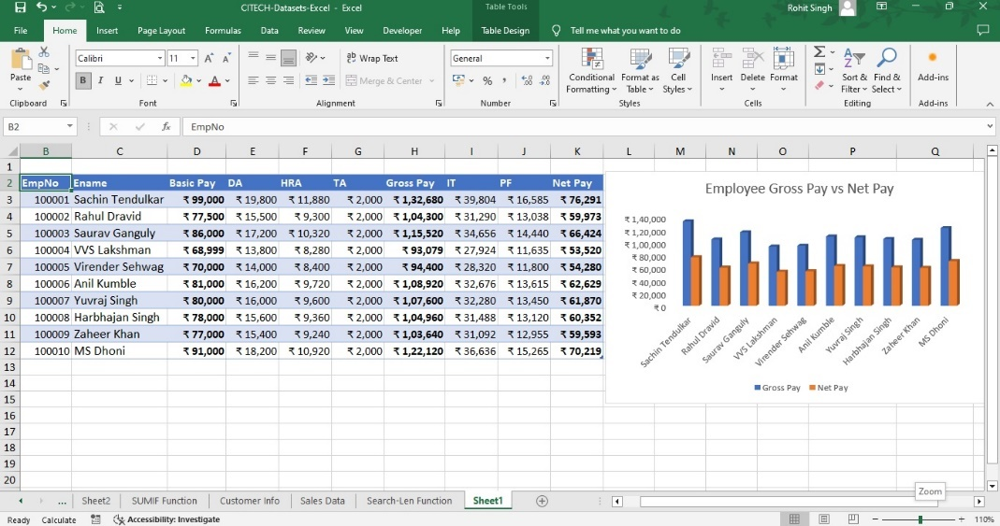 CITECH-Datasets-Excel - Excel Table Tools Rohit Singh
File Home Insert Page Layout Formulas Data Review View Developer Help Table Design Tell me what you want to do
Paste Calibri 11 A A Wrap Text General Conditional Formatting Format as Table Cell Styles Insert Delete Format Sort & Filter Find & Select Add-ins
B I U A Merge & Center % ,
Clipboard Font Alignment Number Styles Cells Editing Add-ins
B2 fx EmpNo
B C D E F G H I J K L M N O P Q
1
2 EmpNo Ename Basic Pay DA HRA TA Gross Pay IT PF Net Pay
3 100001 Sachin Tendulkar ₹ 99,000 ₹ 19,800 ₹ 11,880 ₹ 2,000 ₹ 1,32,680 ₹ 39,804 ₹ 16,585 ₹ 76,291
4 100002 Rahul Dravid ₹ 77,500 ₹ 15,500 ₹ 9,300 ₹ 2,000 ₹ 1,04,300 ₹ 31,290 ₹ 13,038 ₹ 59,973
5 100003 Saurav Ganguly ₹ 86,000 ₹ 17,200 ₹ 10,320 ₹ 2,000 ₹ 1,15,520 ₹ 34,656 ₹ 14,440 ₹ 66,424
6 100004 VVS Lakshman ₹ 68,999 ₹ 13,800 ₹ 8,280 ₹ 2,000 ₹ 93,079 ₹ 27,924 ₹ 11,635 ₹ 53,520
7 100005 Virender Sehwag ₹ 70,000 ₹ 14,000 ₹ 8,400 ₹ 2,000 ₹ 94,400 ₹ 28,320 ₹ 11,800 ₹ 54,280
8 100006 Anil Kumble ₹ 81,000 ₹ 16,200 ₹ 9,720 ₹ 2,000 ₹ 1,08,920 ₹ 32,676 ₹ 13,615 ₹ 62,629
9 100007 Yuvraj Singh ₹ 80,000 ₹ 16,000 ₹ 9,600 ₹ 2,000 ₹ 1,07,600 ₹ 32,280 ₹ 13,450 ₹ 61,870
10 100008 Harbhajan Singh ₹ 78,000 ₹ 15,600 ₹ 9,360 ₹ 2,000 ₹ 1,04,960 ₹ 31,488 ₹ 13,120 ₹ 60,352
11 100009 Zaheer Khan ₹ 77,000 ₹ 15,400 ₹ 9,240 ₹ 2,000 ₹ 1,03,640 ₹ 31,092 ₹ 12,955 ₹ 59,593
12 100010 MS Dhoni ₹ 91,000 ₹ 18,200 ₹ 10,920 ₹ 2,000 ₹ 1,22,120 ₹ 36,636 ₹ 15,265 ₹ 70,219
13
14
15
16
17
18
19
20
Employee Gross Pay vs Net Pay
₹ 1,40,000
₹ 1,20,000
₹ 1,00,000
₹ 80,000
₹ 60,000
₹ 40,000
₹ 20,000
₹ 0
Sachin Tendulkar
Rahul Dravid
Saurav Ganguly
VVS Lakshman
Virender Sehwag
Anil Kumble
Yuvraj Singh
Harbhajan Singh
Zaheer Khan
MS Dhoni
Gross Pay Net Pay
Zoom
... Sheet2 SUMIF Function Customer Info Sales Data Search-Len Function Sheet1
Ready Calculate Accessibility: Investigate 110%